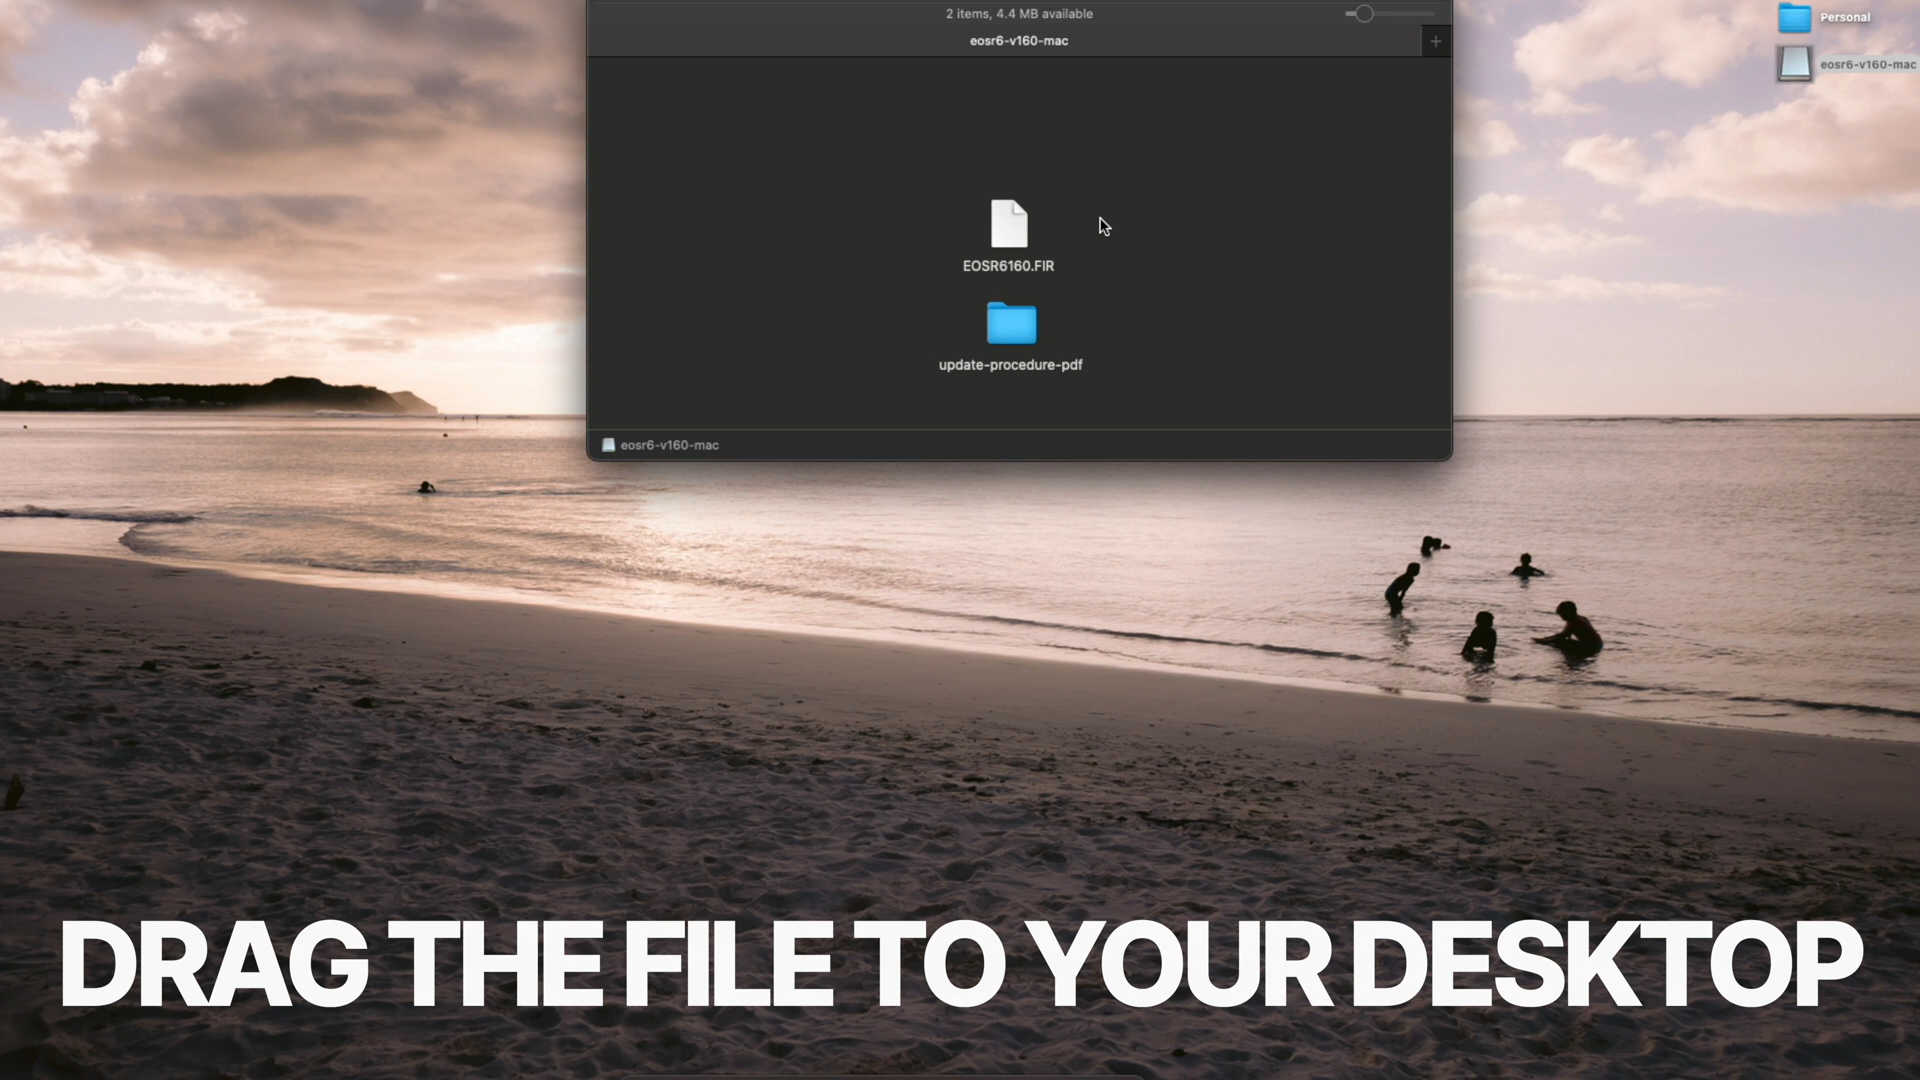 2 items, 4.4 MB available
eosr6-v160-mac
Personal
eosr6-v160-mac
EOSR6160.FIR
update-procedure-pdf
eosr6-v160-mac
DRAG THE FILE TO YOUR DESKTOP